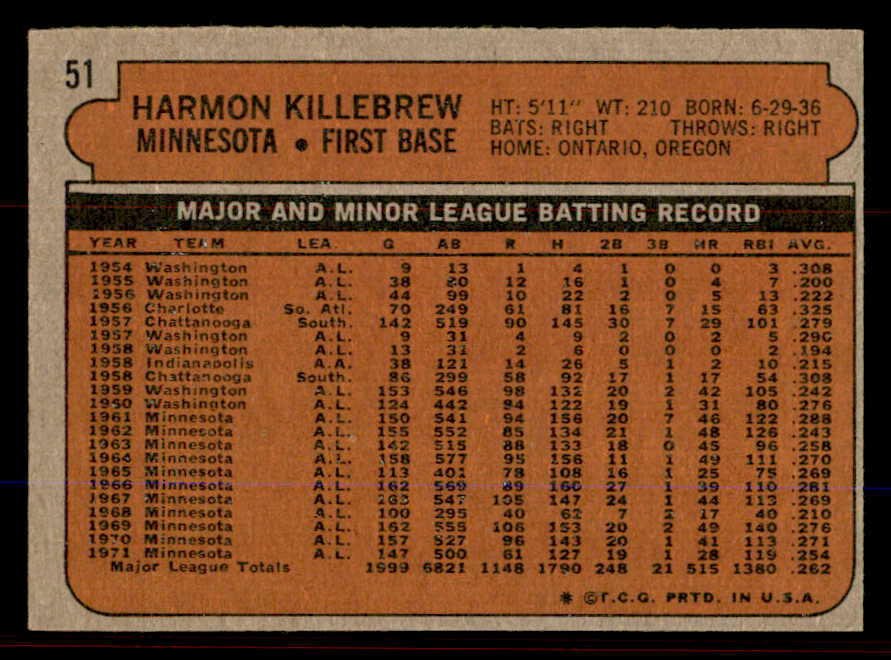 51
HARMON KILLEBREW
MINNESOTA • FIRST BASE
HT: 5'11" WT: 210 BORN: 6-29-36
BATS: RIGHT THROWS: RIGHT
HOME: ONTARIO, OREGON
MAJOR AND MINOR LEAGUE BATTING RECORD
YEAR TEAM LEA. G AB R H 2B 3B HR RBI AVG.
1954 Washington A.L. 9 13 1 4 1 0 0 3 .308
1955 Washington A.L. 38 80 12 16 1 0 4 7 .200
1956 Washington A.L. 44 99 10 22 2 0 5 13 .222
1956 Charlotte So. Atl. 70 249 61 81 16 7 15 63 .325
1957 Chattanooga South. 142 519 90 145 30 7 29 101 .279
1957 Washington A.L. 9 31 4 9 2 0 2 5 .290
1958 Washington A.L. 13 31 2 6 0 0 0 2 .194
1958 Indianapolis A.A. 38 121 14 26 5 1 2 10 .215
1958 Chattanooga South. 86 299 58 92 17 1 17 54 .308
1959 Washington A.L. 153 546 98 132 20 2 42 105 .242
1960 Washington A.L. 124 442 84 122 19 1 31 80 .276
1961 Minnesota A.L. 150 541 94 156 20 7 46 122 .288
1962 Minnesota A.L. 155 552 85 134 21 1 48 126 .243
1963 Minnesota A.L. 142 515 88 133 18 0 45 96 .258
1964 Minnesota A.L. 158 577 95 156 11 1 49 111 .270
1965 Minnesota A.L. 113 401 78 108 16 1 25 75 .269
1966 Minnesota A.L. 162 569 89 160 27 1 39 110 .281
1967 Minnesota A.L. 163 547 105 147 24 1 44 113 .269
1968 Minnesota A.L. 100 295 40 62 7 2 17 40 .210
1969 Minnesota A.L. 162 555 106 153 20 2 49 140 .276
1970 Minnesota A.L. 157 527 96 143 20 1 41 113 .271
1971 Minnesota A.L. 147 500 61 127 19 1 28 119 .254
Major League Totals 1999 6821 1148 1790 248 21 515 1380 .262
* ©T.C.G. PRTD. IN U.S.A.